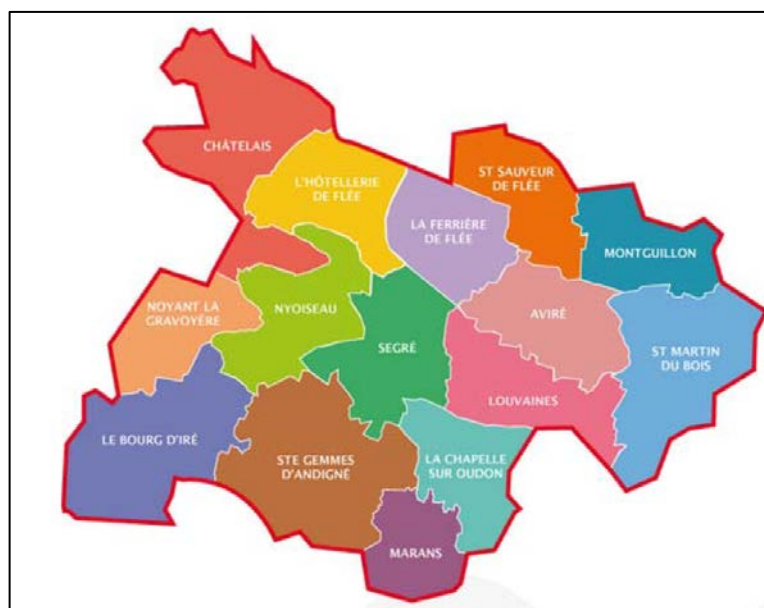 CHÂTELAIS
L'HÔTELLERIE
DE FLÉE
ST SAUVEUR
DE FLÉE
LA FERRIÈRE
DE FLÉE
MONTGUILLON
NOYANT LA
GRAVOYÈRE
NYOISEAU
AVIRÉ
SEGRÉ
ST MARTIN
DU BOIS
LOUVAINES
LE BOURG D'IRÉ
STE GEMMES
D'ANDIGNÉ
LA CHAPELLE
SUR OUDON
MARANS